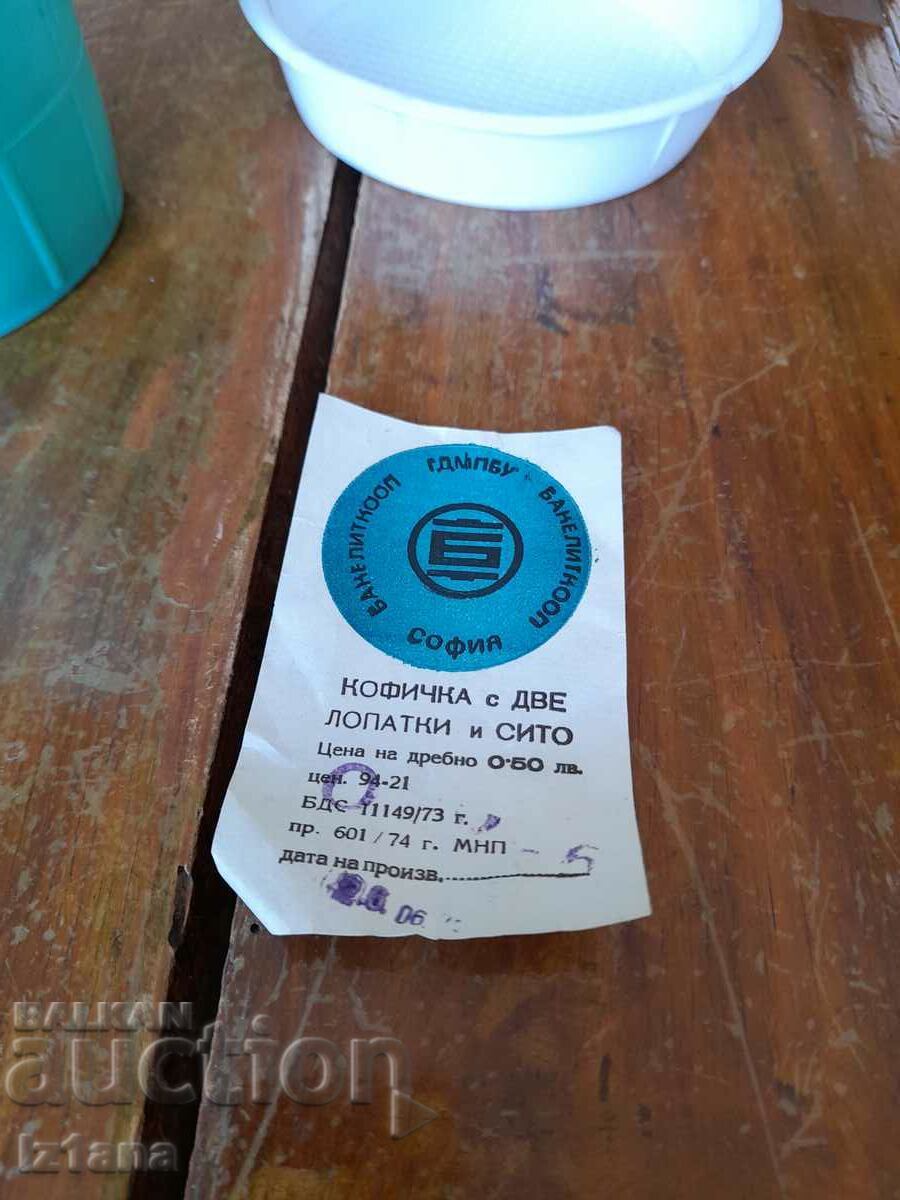 БАКЕЛИТКООП ГДМПБУ БАКЕЛИТКООП
Б
СОФИЯ
КОФИЧКА с ДВЕ
ЛОПАТКИ и СИТО
Цена на дребно 0·50 лв.
цен. 94-21
БДС 11149/73 г.
пр. 601/74 г. МНП
дата на произв.
06
BALKAN
auction
iz1ana